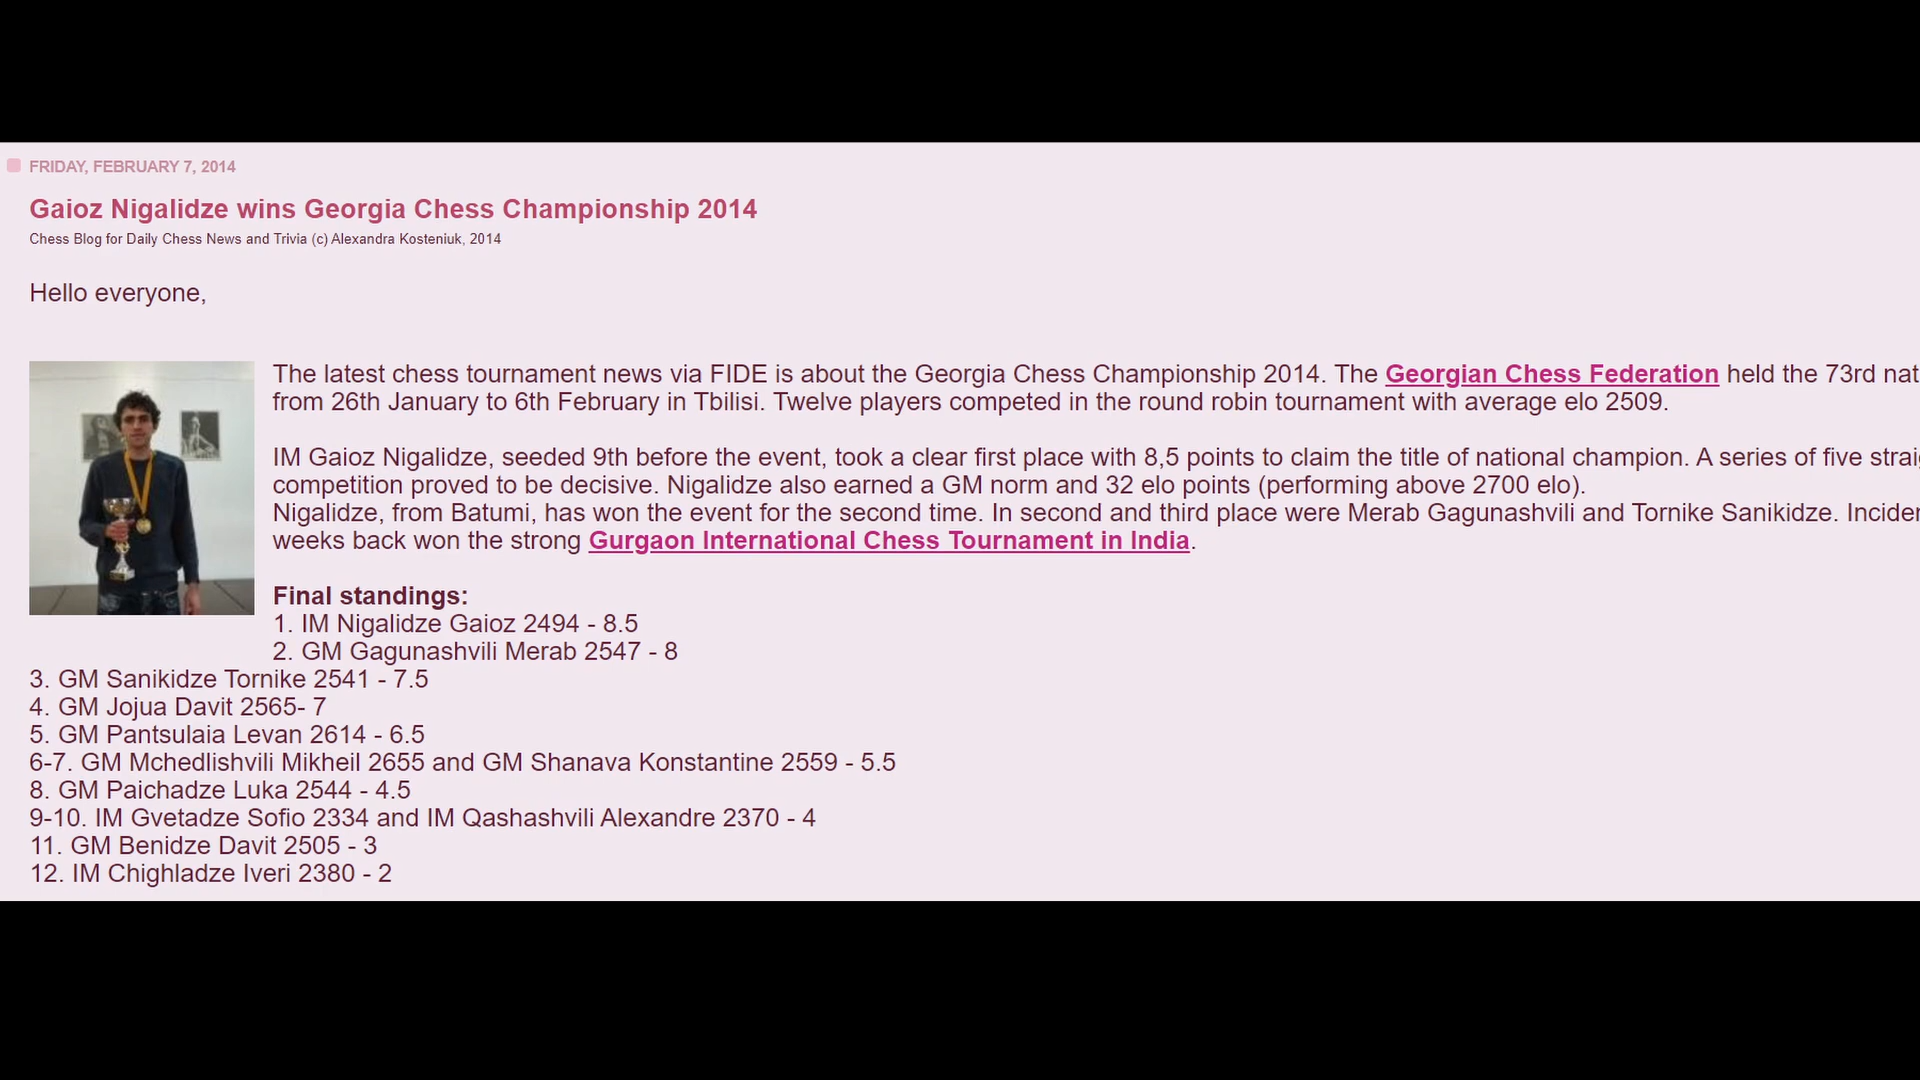 FRIDAY, FEBRUARY 7, 2014
Gaioz Nigalidze wins Georgia Chess Championship 2014
Chess Blog for Daily Chess News and Trivia (c) Alexandra Kosteniuk, 2014
Hello everyone,
The latest chess tournament news via FIDE is about the Georgia Chess Championship 2014. The Georgian Chess Federation held the 73rd
from 26th January to 6th February in Tbilisi. Twelve players competed in the round robin tournament with average elo 2509.
IM Gaioz Nigalidze, seeded 9th before the event, took a clear first place with 8,5 points to claim the title of national champion. A series of five
competition proved to be decisive. Nigalidze also earned a GM norm and 32 elo points (performing above 2700 elo).
Nigalidze, from Batumi, has won the event for the second time. In second and third place were Merab Gagunashvili and Tornike Sanikidze.
weeks back won the strong Gurgaon International Chess Tournament in India.
Final standings:
1. IM Nigalidze Gaioz 2494 - 8.5
2. GM Gagunashvili Merab 2547 - 8
3. GM Sanikidze Tornike 2541 - 7.5
4. GM Jojua Davit 2565- 7
5. GM Pantsulaia Levan 2614 - 6.5
6-7. GM Mchedlishvili Mikheil 2655 and GM Shanava Konstantine 2559 - 5.5
8. GM Paichadze Luka 2544 - 4.5
9-10. IM Gvetadze Sofio 2334 and IM Qashashvili Alexandre 2370 - 4
11. GM Benidze Davit 2505 - 3
12. IM Chighladze Iveri 2380 - 2